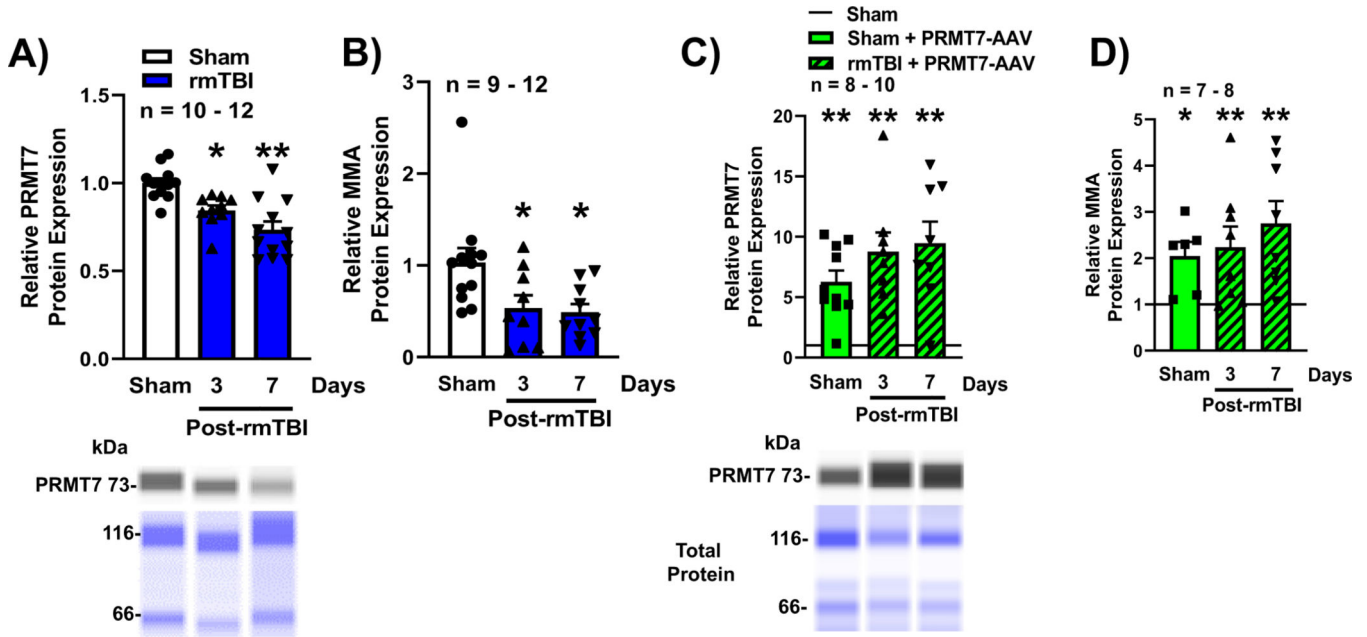 A)
Sham
rmTBI
n = 10 - 12
Relative PRMT7
Protein Expression
1.5
1.0
0.5
0.0
*
**
Sham
3
7
Days
Post-rmTBI
kDa
PRMT7 73-
116-
66-
B)
n = 9 - 12
Relative MMA
Protein Expression
3
2
1
0
*
*
Sham
3
7
Days
Post-rmTBI
C)
Sham
Sham + PRMT7-AAV
rmTBI + PRMT7-AAV
n = 8 - 10
Relative PRMT7
Protein Expression
20
15
10
5
0
**
**
**
Sham
3
7
Days
Post-rmTBI
kDa
PRMT7 73-
Total
Protein
116-
66-
D)
n = 7 - 8
Relative MMA
Protein Expression
5
4
3
2
1
0
*
**
**
Sham
3
7
Days
Post-rmTBI